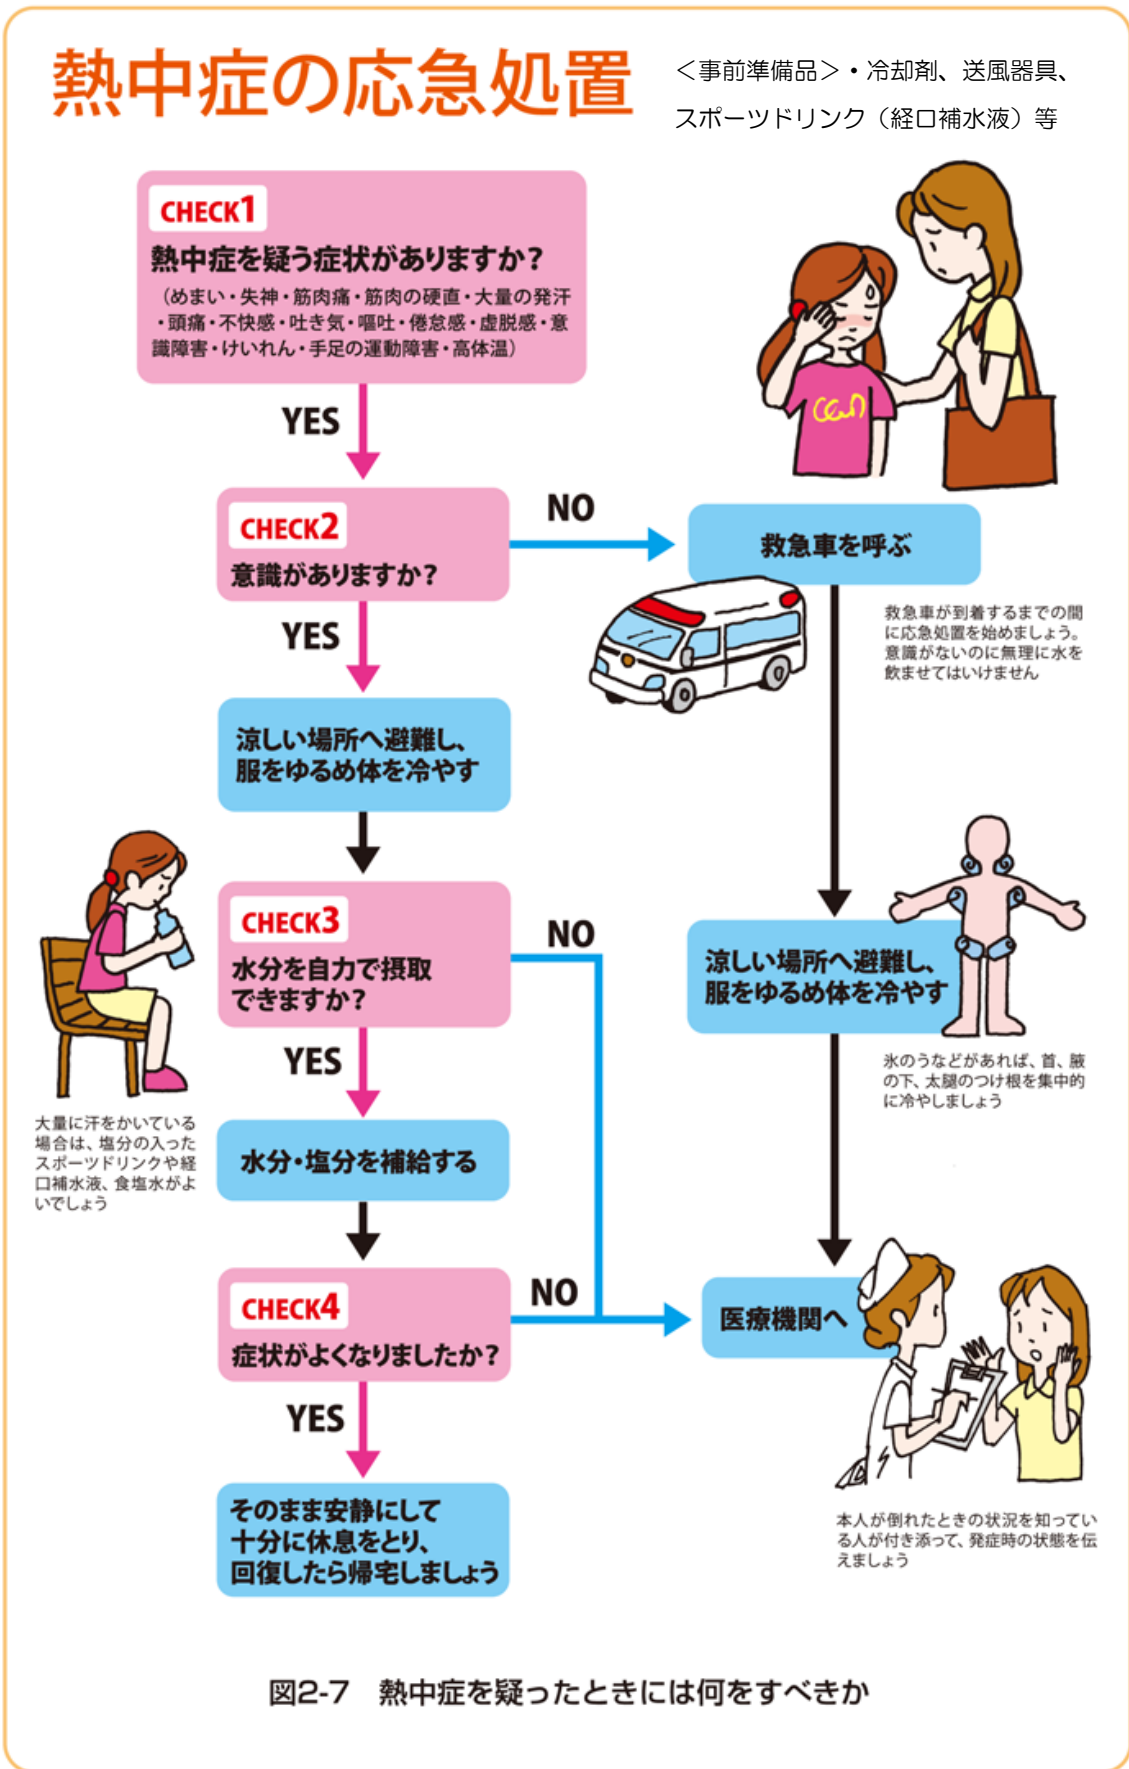 熱中症の応急処置
＜事前準備品＞・冷却剤、送風器具、
スポーツドリンク（経口補水液）等
CHECK1
熱中症を疑う症状がありますか？
（めまい・失神・筋肉痛・筋肉の硬直・大量の発汗
・頭痛・不快感・吐き気・嘔吐・倦怠感・虚脱感・意
識障害・けいれん・手足の運動障害・高体温）
YES
CHECK2
意識がありますか？
NO
救急車を呼ぶ
救急車が到着するまでの間
に応急処置を始めましょう。
意識がないのに無理に水を
飲ませてはいけません
YES
涼しい場所へ避難し、
服をゆるめ体を冷やす
CHECK3
水分を自力で摂取
できますか？
NO
涼しい場所へ避難し、
服をゆるめ体を冷やす
氷のうなどがあれば、首、腋
の下、太腿のつけ根を集中的
に冷やしましょう
YES
大量に汗をかいている
場合は、塩分の入った
スポーツドリンクや経
口補水液、食塩水がよ
いでしょう
水分・塩分を補給する
CHECK4
症状がよくなりましたか？
NO
医療機関へ
YES
そのまま安静にして
十分に休息をとり、
回復したら帰宅しましょう
本人が倒れたときの状況を知ってい
る人が付き添って、発症時の状態を伝
えましょう
図2-7　熱中症を疑ったときには何をすべきか